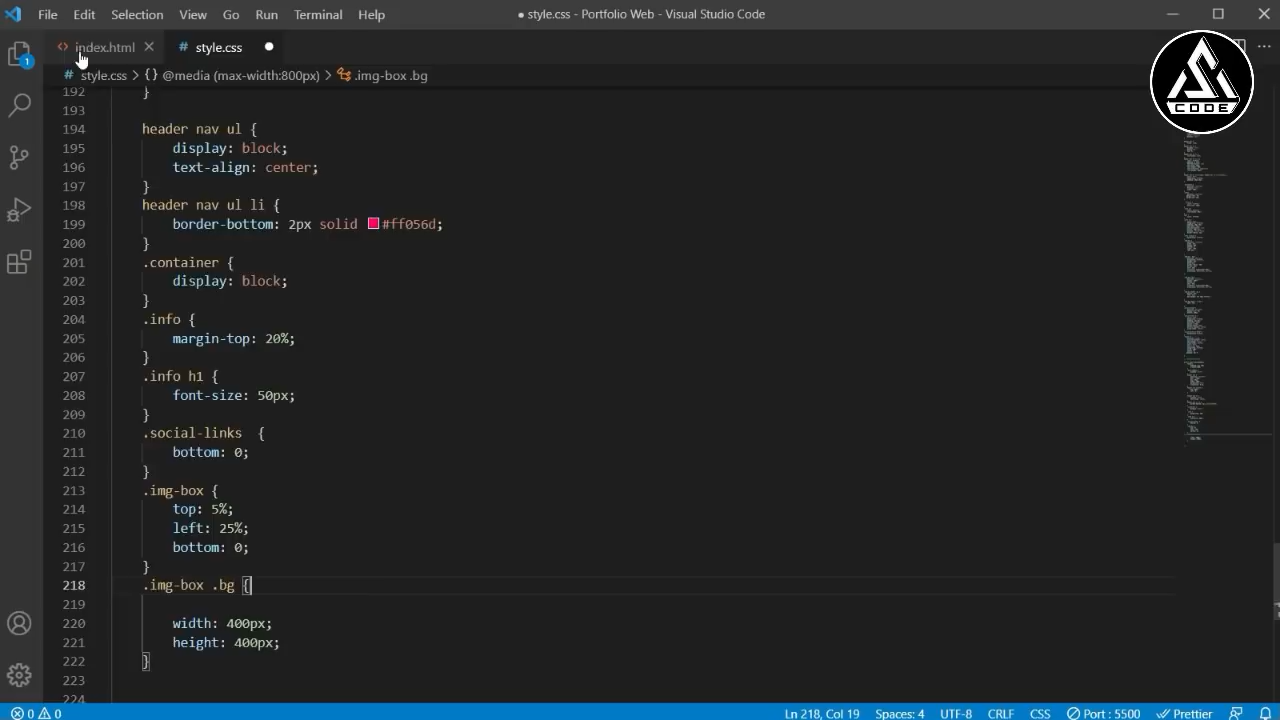 File Edit Selection View Go Run Terminal Help ● style.css - Portfolio Web - Visual Studio Code
<> index.html # style.css
CODE
# style.css > {} @media (max-width:800px) > .img-box .bg
192 }
193
194 header nav ul {
195 display: block;
196 text-align: center;
197 }
198 header nav ul li {
199 border-bottom: 2px solid #ff056d;
200 }
201 .container {
202 display: block;
203 }
204 .info {
205 margin-top: 20%;
206 }
207 .info h1 {
208 font-size: 50px;
209 }
210 .social-links  {
211 bottom: 0;
212 }
213 .img-box {
214 top: 5%;
215 left: 25%;
216 bottom: 0;
217 }
218 .img-box .bg {
219
220 width: 400px;
221 height: 400px;
222 }
223
224
1
0 0 Ln 218, Col 19 Spaces: 4 UTF-8 CRLF CSS Port : 5500 Prettier